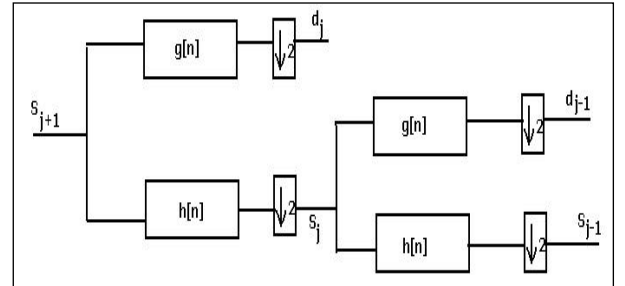 d_j
g[n]
↓2
S_{j+1}
g[n]
↓2
d_{j-1}
h[n]
↓2
S_j
h[n]
↓2
S_{j-1}